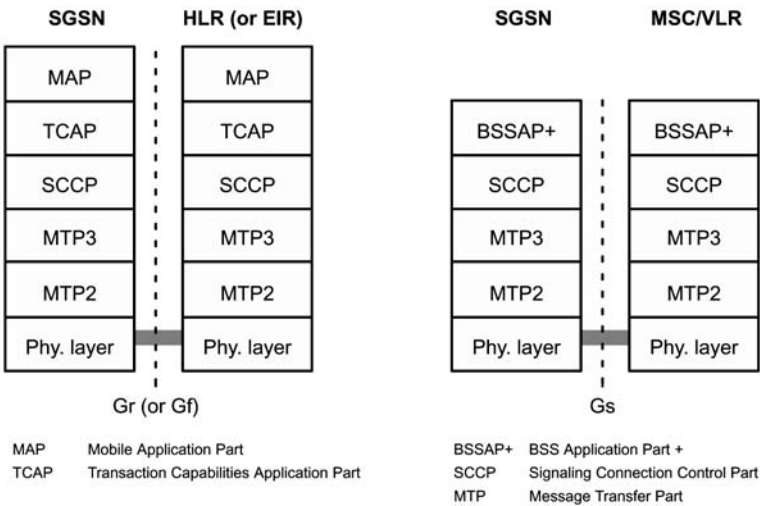 SGSN HLR (or EIR)
MAP MAP
TCAP TCAP
SCCP SCCP
MTP3 MTP3
MTP2 MTP2
Phy. layer Phy. layer
Gr (or Gf)
MAP Mobile Application Part
TCAP Transaction Capabilities Application Part
SGSN MSC/VLR
BSSAP+ BSSAP+
SCCP SCCP
MTP3 MTP3
MTP2 MTP2
Phy. layer Phy. layer
Gs
BSSAP+ BSS Application Part +
SCCP Signaling Connection Control Part
MTP Message Transfer Part